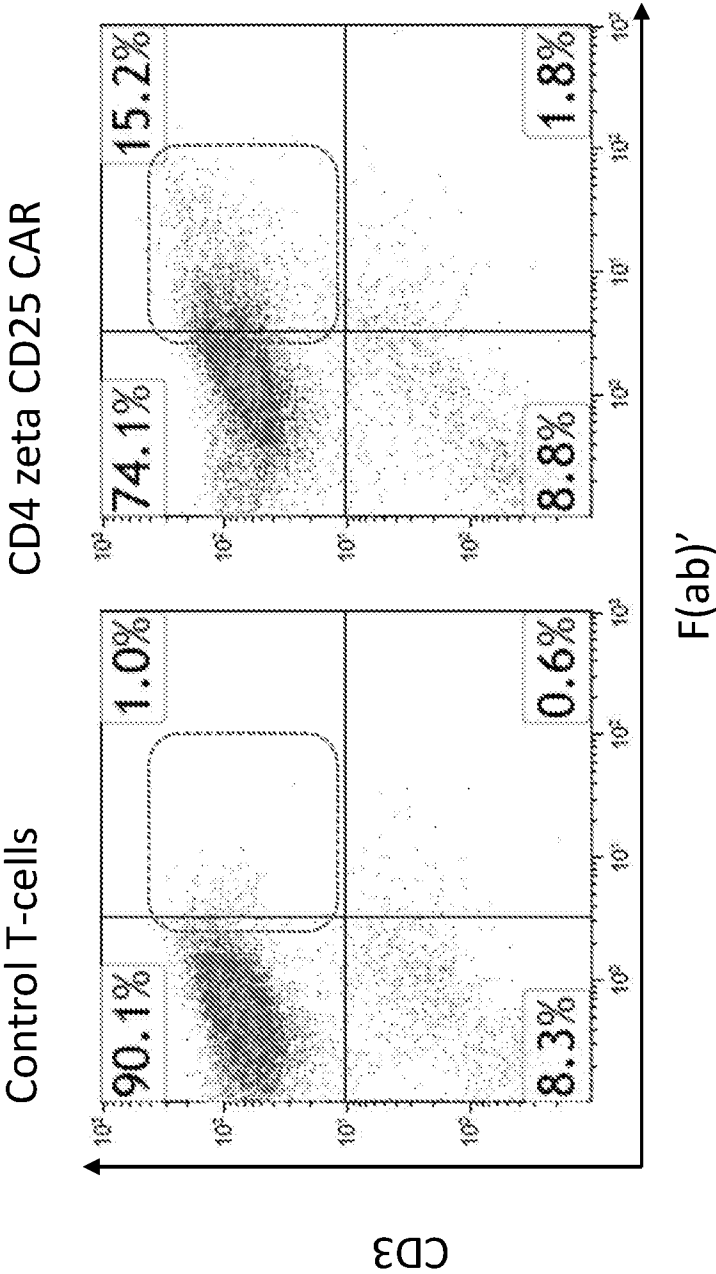 Control T-cells
CD4 zeta CD25 CAR
90.1%
1.0%
8.3%
0.6%
74.1%
15.2%
8.8%
1.8%
CD3
F(ab)’